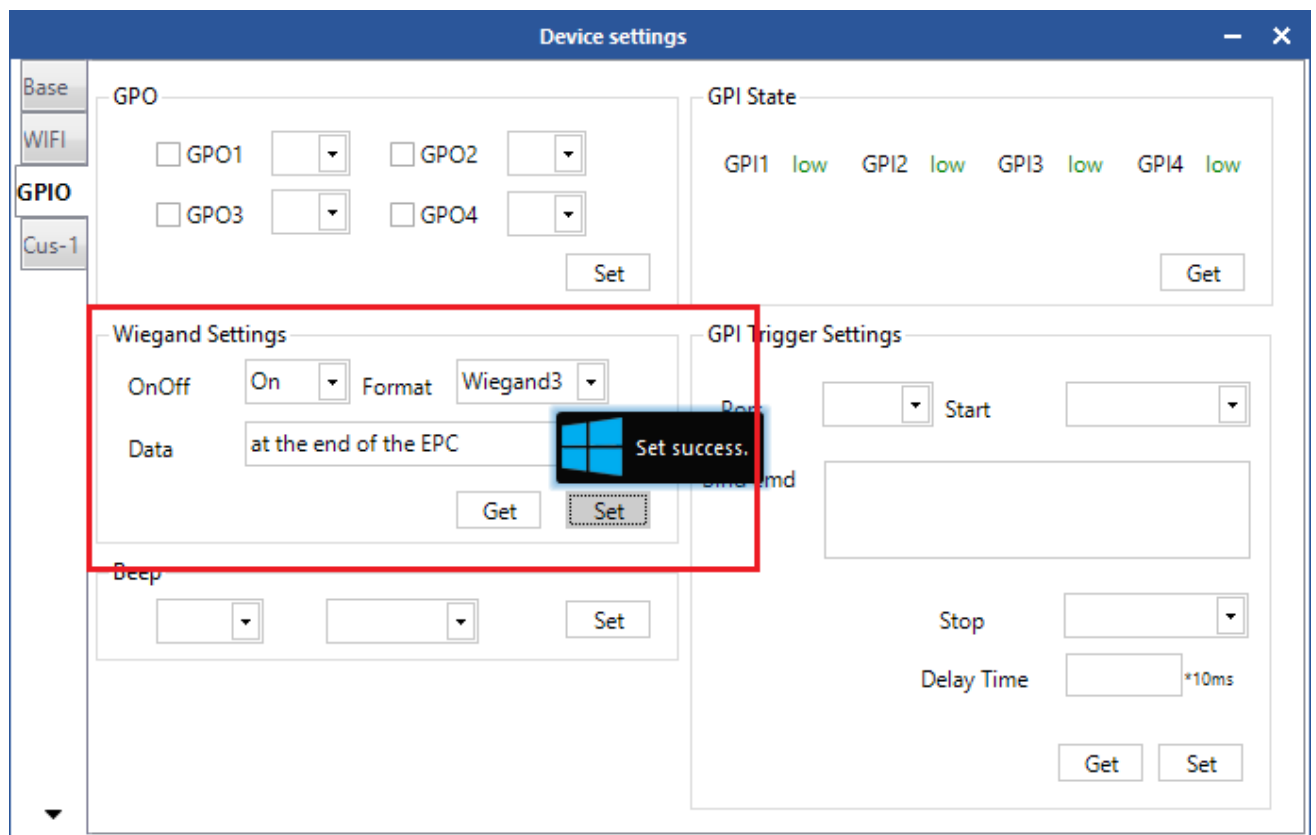 Device settings
Base
WIFI
GPIO
Cus-1
GPO
GPO1
GPO2
GPO3
GPO4
Set
GPI State
GPI1 low GPI2 low GPI3 low GPI4 low
Get
Wiegand Settings
OnOff On Format Wiegand3
Data at the end of the EPC
Set success.
Get Set
GPI Trigger Settings
Start
Stop
Delay Time *10ms
Get Set
Beep
Set